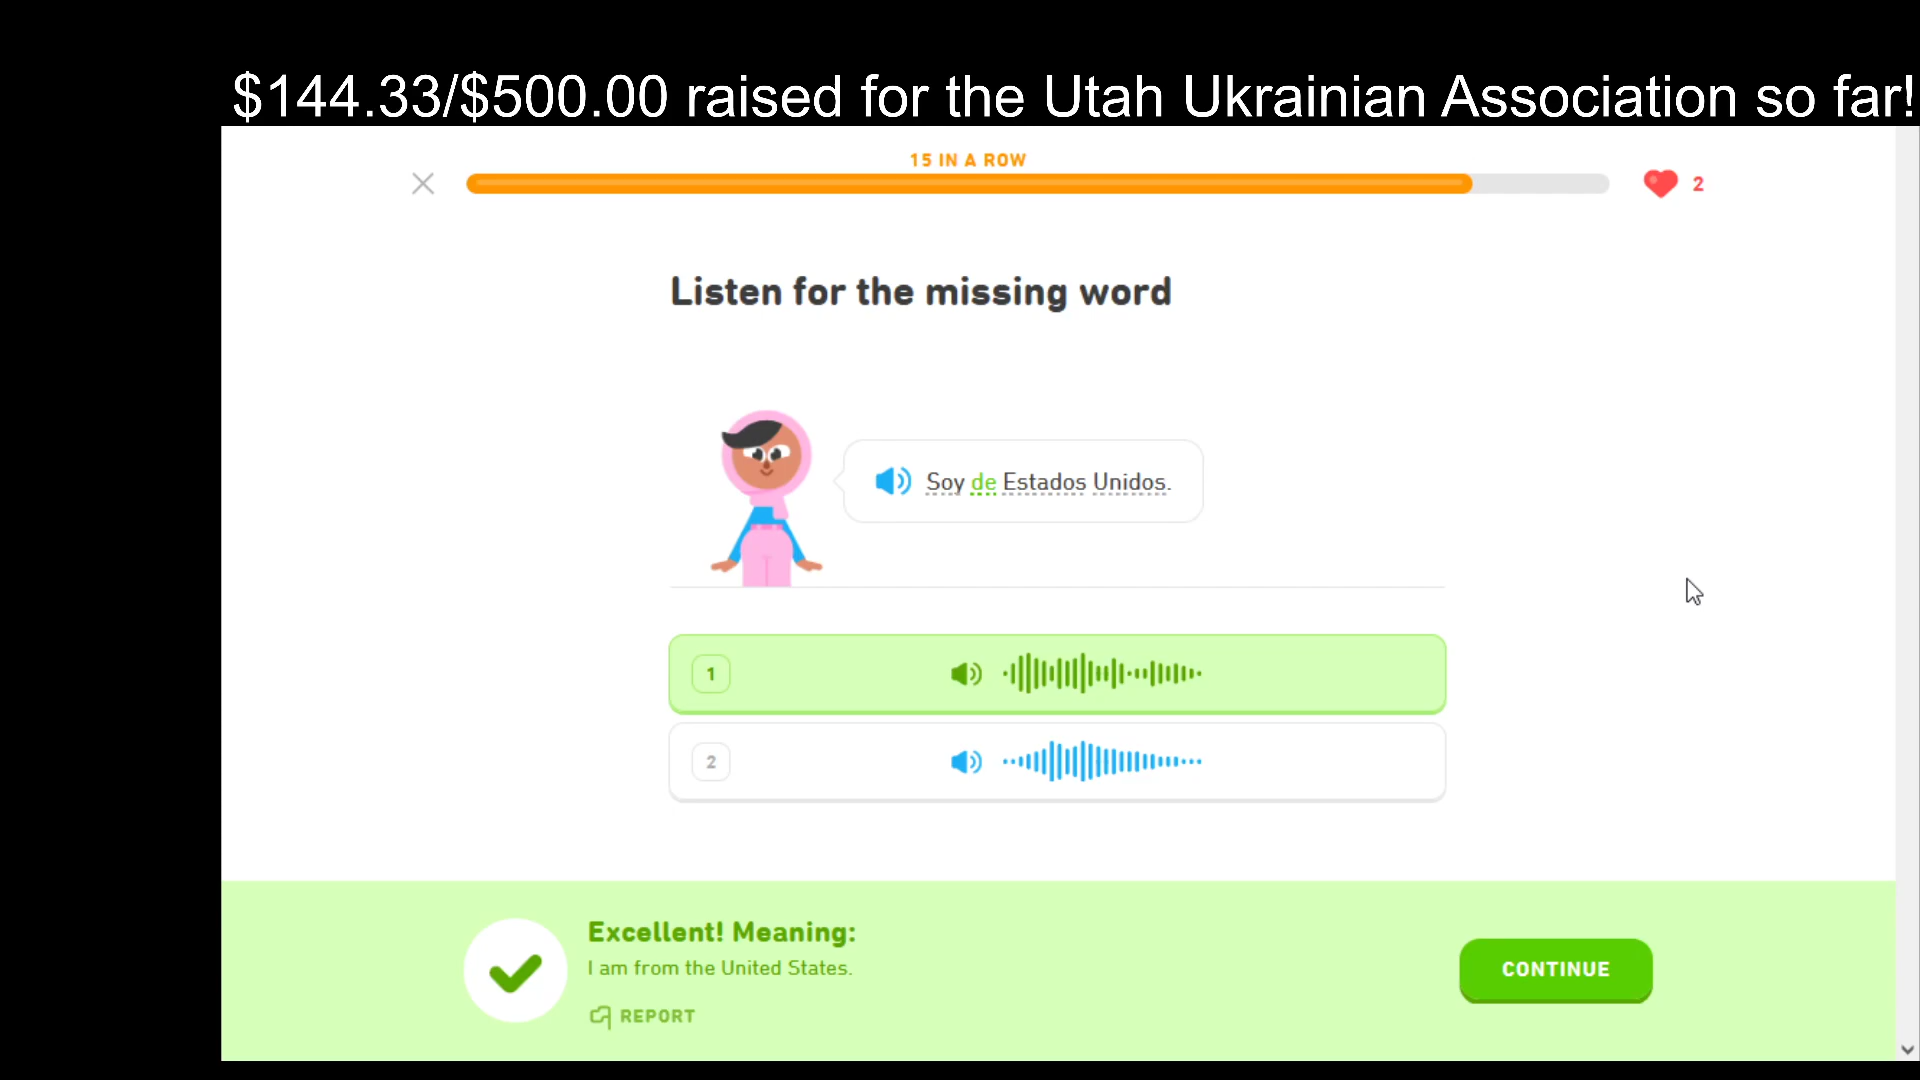 $144.33/$500.00 raised for the Utah Ukrainian Association so far!
15 IN A ROW
2
Listen for the missing word
Soy de Estados Unidos.
1
2
Excellent! Meaning:
I am from the United States.
REPORT
CONTINUE